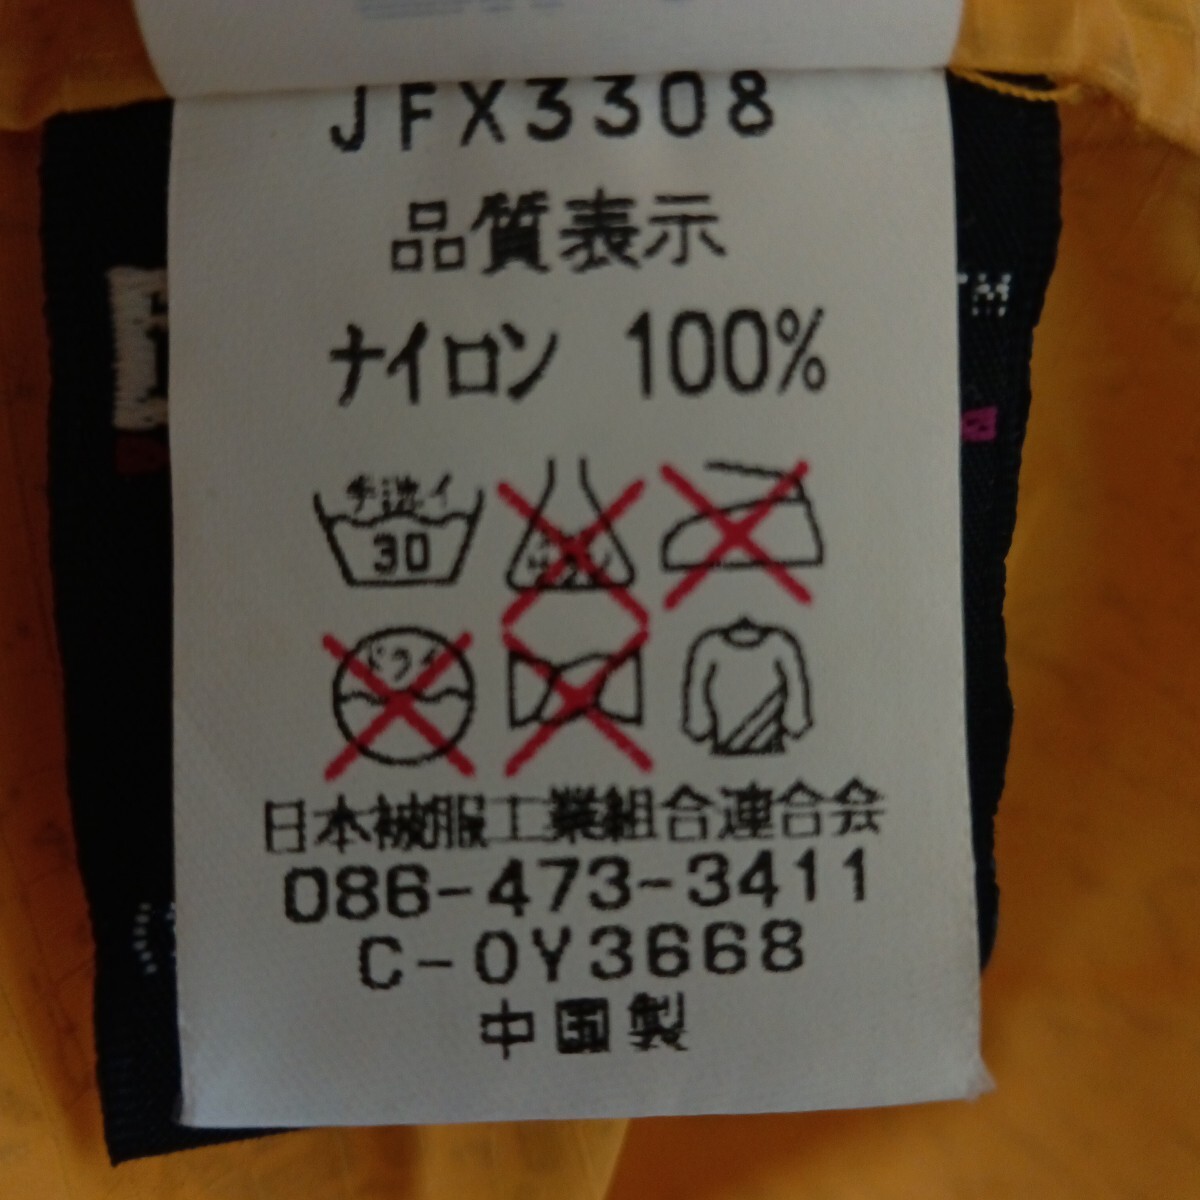 JFX3308
品質表示
ナイロン 100%
手洗イ
30
ドライ
日本被服工業組合連合会
086-473-3411
C-0Y3668
中国製
TM